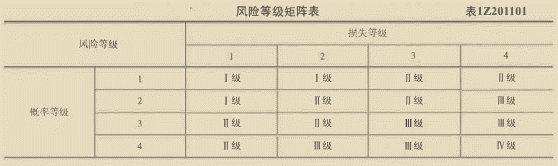 风险等级矩阵表 表1Z201101
风险等级 损失等级
1 2 3 4
概率等级 1 Ⅰ级 Ⅰ级 Ⅱ级 Ⅱ级
2 Ⅰ级 Ⅱ级 Ⅱ级 Ⅲ级
3 Ⅱ级 Ⅱ级 Ⅲ级 Ⅲ级
4 Ⅱ级 Ⅲ级 Ⅲ级 Ⅳ级